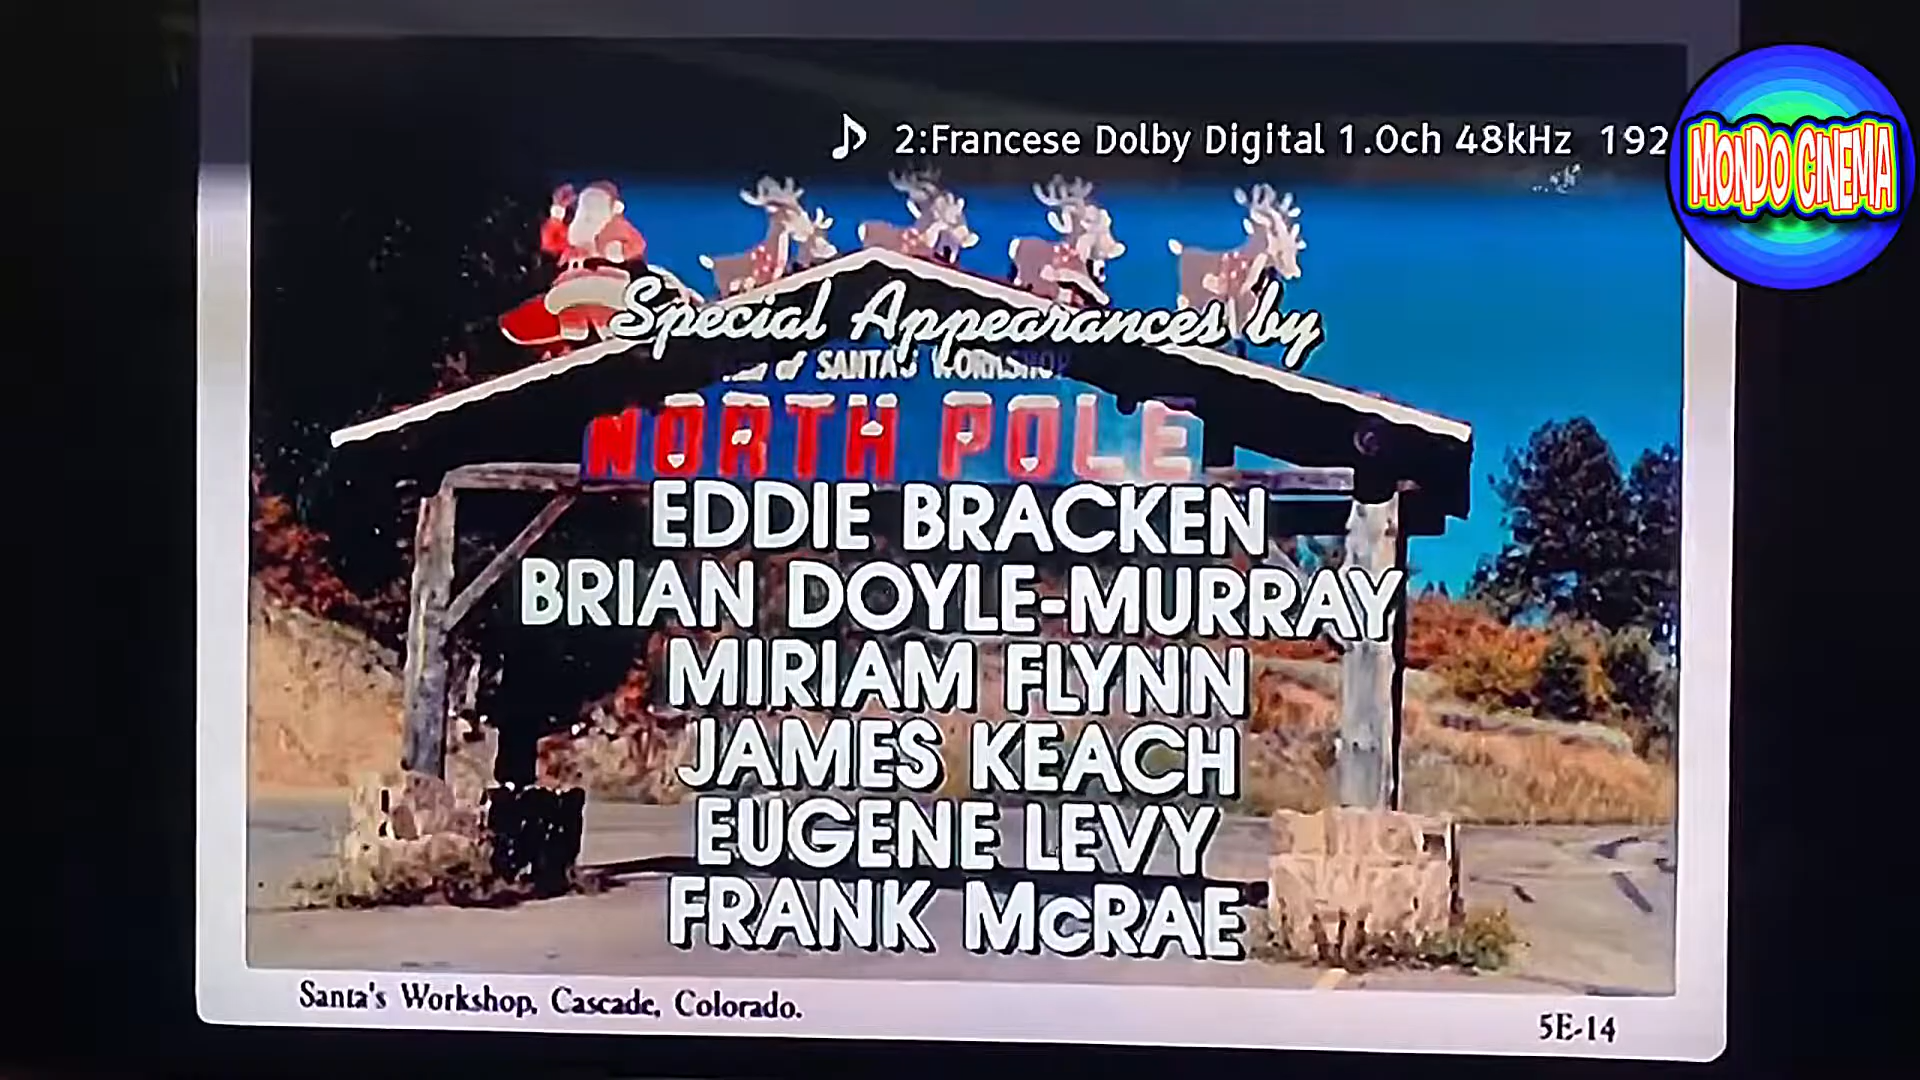 2:Francese Dolby Digital 1.0ch 48kHz 192
MONDO CINEMA
Special Appearances by
of SANTA'S WORKSHOP
NORTH POLE
EDDIE BRACKEN
BRIAN DOYLE-MURRAY
MIRIAM FLYNN
JAMES KEACH
EUGENE LEVY
FRANK McRAE
Santa's Workshop, Cascade, Colorado.
5E-14